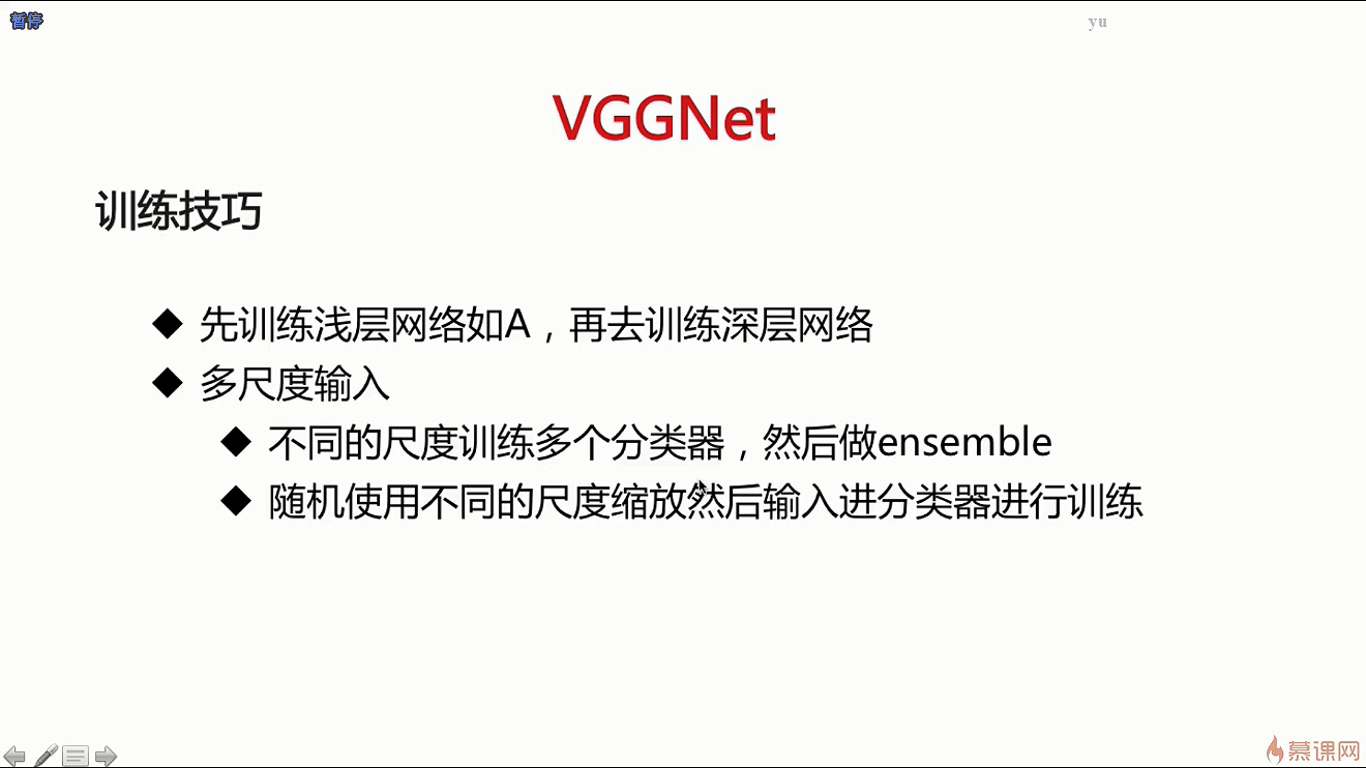 暂停
yu
VGGNet
训练技巧
◆ 先训练浅层网络如A，再去训练深层网络
◆ 多尺度输入
◆ 不同的尺度训练多个分类器，然后做ensemble
◆ 随机使用不同的尺度缩放然后输入进分类器进行训练
慕课网